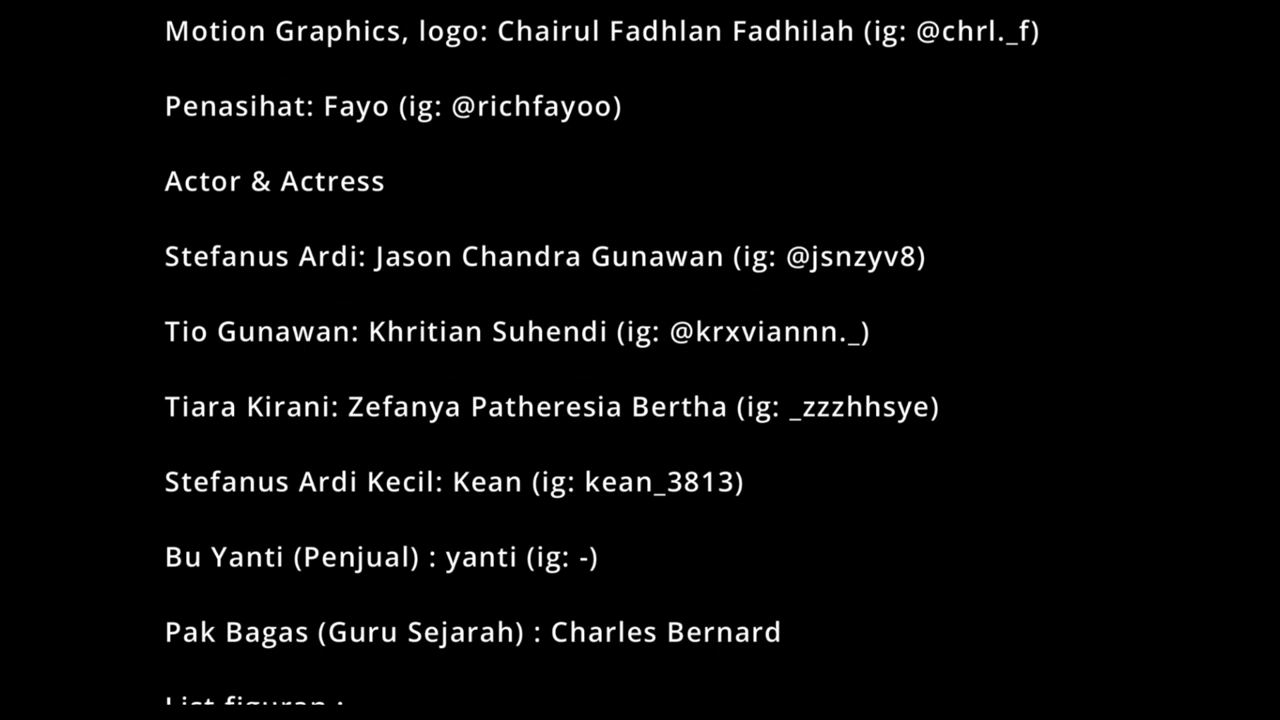 Motion Graphics, logo: Chairul Fadhlan Fadhilah (ig: @chrl._f)
Penasihat: Fayo (ig: @richfayoo)
Actor & Actress
Stefanus Ardi: Jason Chandra Gunawan (ig: @jsnzyv8)
Tio Gunawan: Khritian Suhendi (ig: @krxviannn._)
Tiara Kirani: Zefanya Patheresia Bertha (ig: _zzzhhsye)
Stefanus Ardi Kecil: Kean (ig: kean_3813)
Bu Yanti (Penjual) : yanti (ig: -)
Pak Bagas (Guru Sejarah) : Charles Bernard
List figuran :